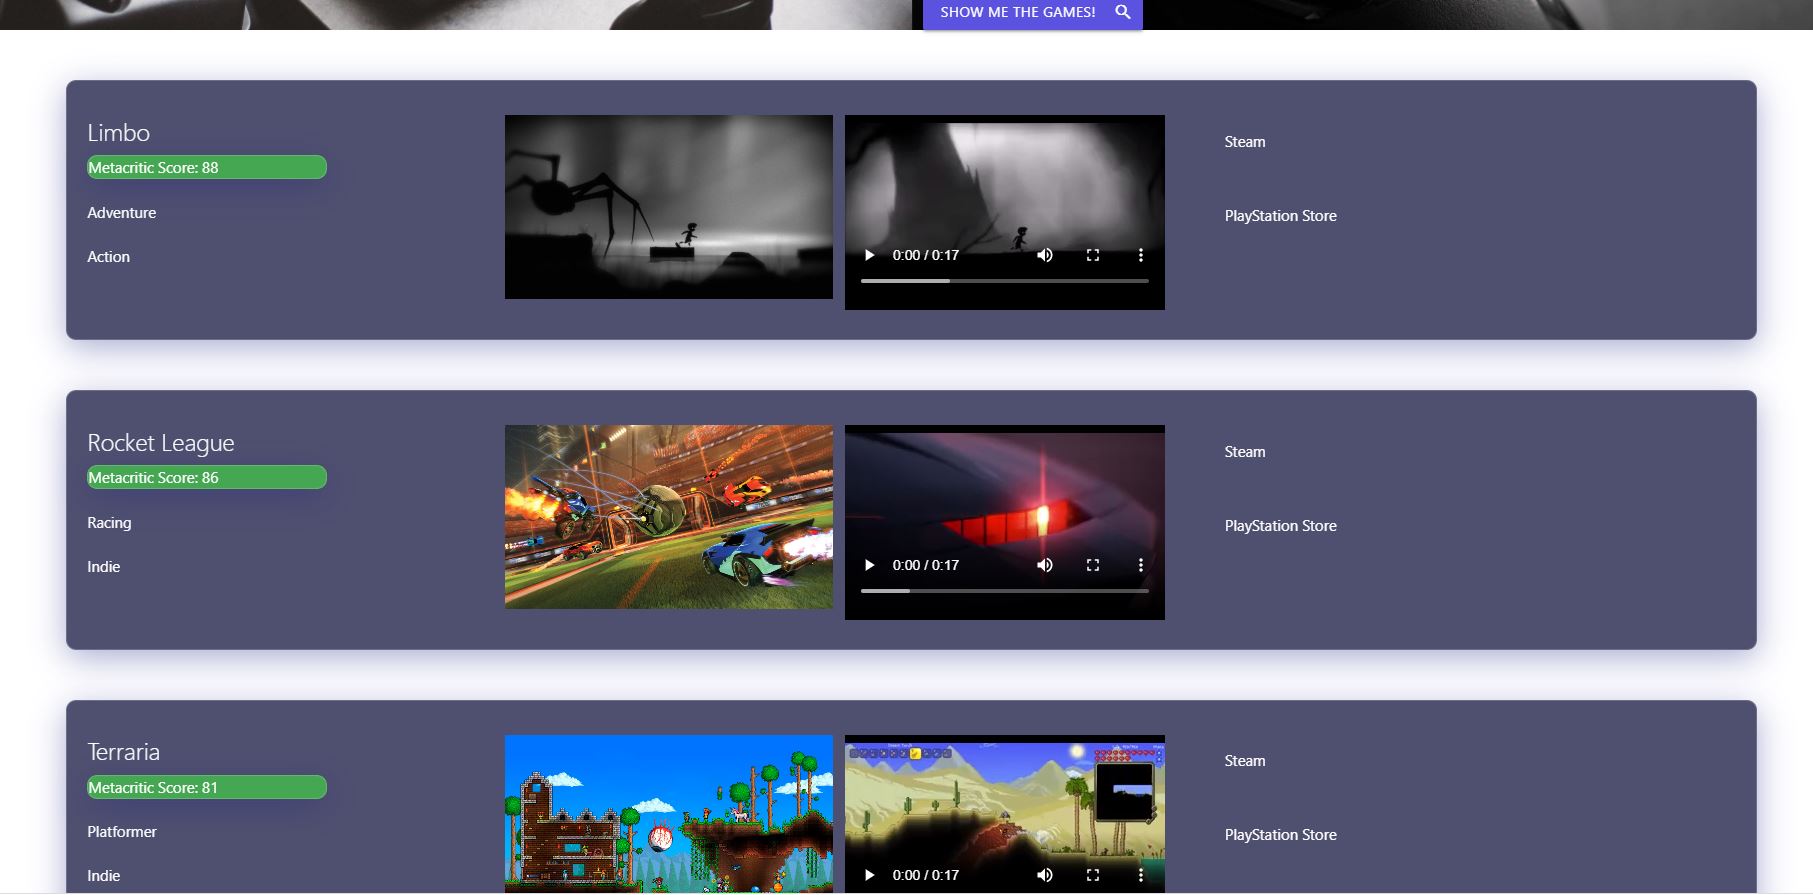 SHOW ME THE GAMES!
Limbo
Metacritic Score: 88
Adventure
Action
0:00 / 0:17
Steam
PlayStation Store
Rocket League
Metacritic Score: 86
Racing
Indie
0:00 / 0:17
Steam
PlayStation Store
Terraria
Metacritic Score: 81
Platformer
Indie
0:00 / 0:17
Steam
PlayStation Store